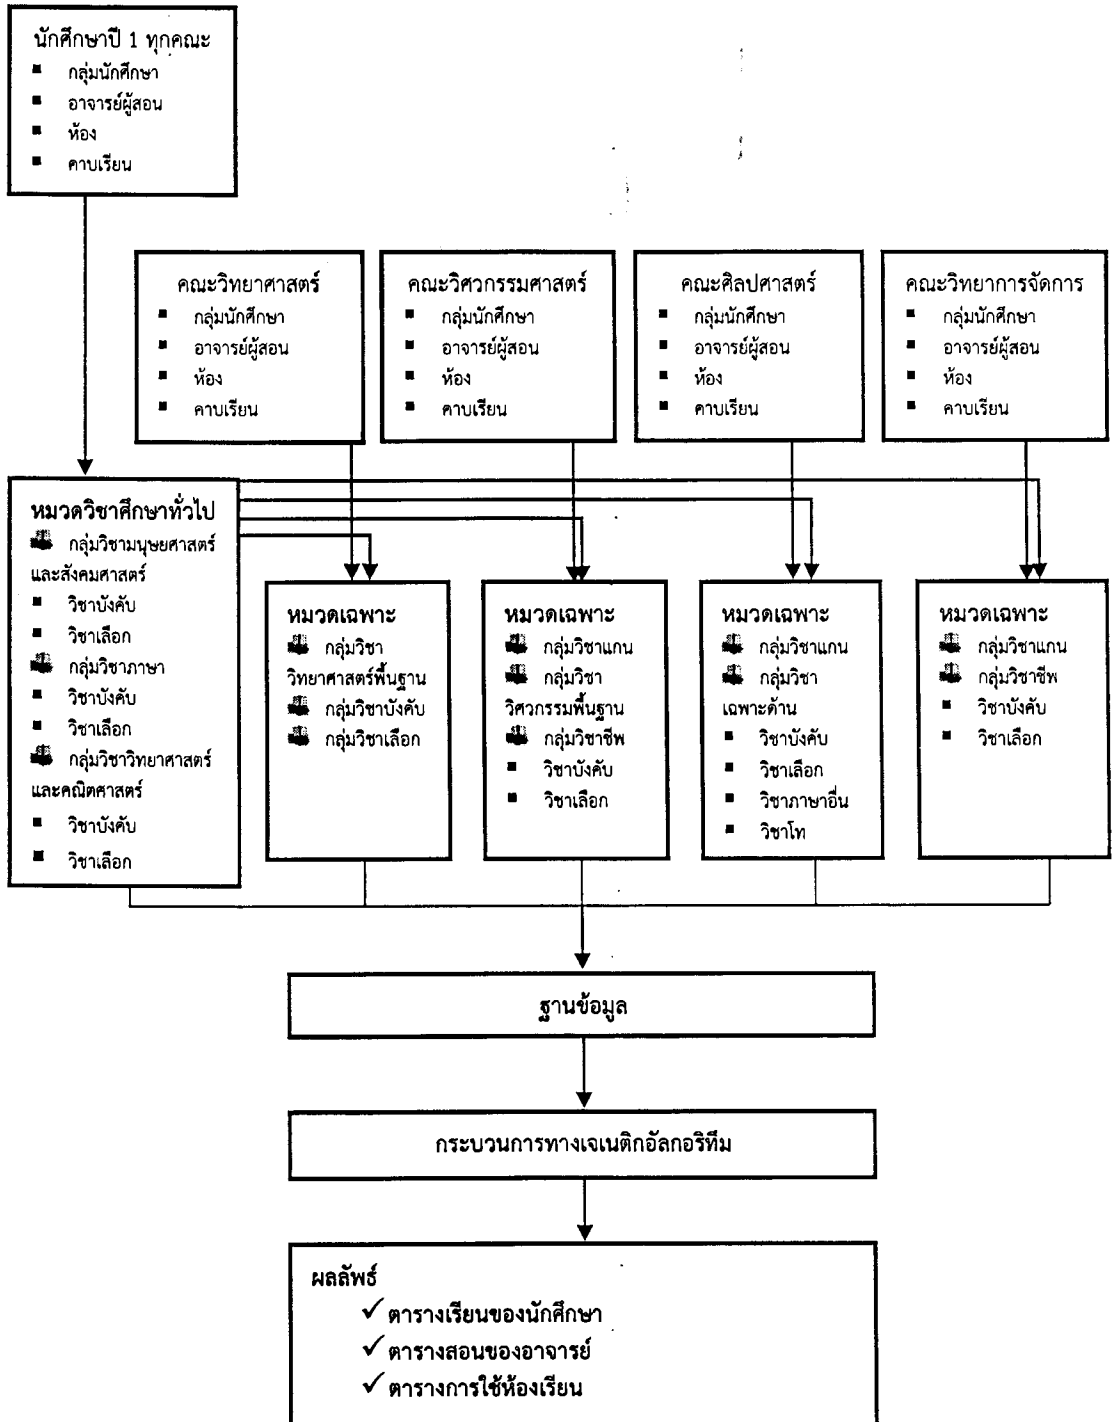 นักศึกษาปี 1 ทุกคณะ
กลุ่มนักศึกษา
อาจารย์ผู้สอน
ห้อง
คาบเรียน
คณะวิทยาศาสตร์
กลุ่มนักศึกษา
อาจารย์ผู้สอน
ห้อง
คาบเรียน
คณะวิศวกรรมศาสตร์
กลุ่มนักศึกษา
อาจารย์ผู้สอน
ห้อง
คาบเรียน
คณะศิลปศาสตร์
กลุ่มนักศึกษา
อาจารย์ผู้สอน
ห้อง
คาบเรียน
คณะวิทยาการจัดการ
กลุ่มนักศึกษา
อาจารย์ผู้สอน
ห้อง
คาบเรียน
หมวดวิชาศึกษาทั่วไป
กลุ่มวิชามนุษยศาสตร์
และสังคมศาสตร์
วิชาบังคับ
วิชาเลือก
กลุ่มวิชาภาษา
วิชาบังคับ
วิชาเลือก
กลุ่มวิชาวิทยาศาสตร์
และคณิตศาสตร์
วิชาบังคับ
วิชาเลือก
หมวดเฉพาะ
กลุ่มวิชา
วิทยาศาสตร์พื้นฐาน
กลุ่มวิชาบังคับ
กลุ่มวิชาเลือก
หมวดเฉพาะ
กลุ่มวิชาแกน
กลุ่มวิชา
วิศวกรรมพื้นฐาน
กลุ่มวิชาชีพ
วิชาบังคับ
วิชาเลือก
หมวดเฉพาะ
กลุ่มวิชาแกน
กลุ่มวิชา
เฉพาะด้าน
วิชาบังคับ
วิชาเลือก
วิชาภาษาอื่น
วิชาโท
หมวดเฉพาะ
กลุ่มวิชาแกน
กลุ่มวิชาชีพ
วิชาบังคับ
วิชาเลือก
ฐานข้อมูล
กระบวนการทางเจเนติกอัลกอริทึม
ผลลัพธ์
✓ ตารางเรียนของนักศึกษา
✓ ตารางสอนของอาจารย์
✓ ตารางการใช้ห้องเรียน